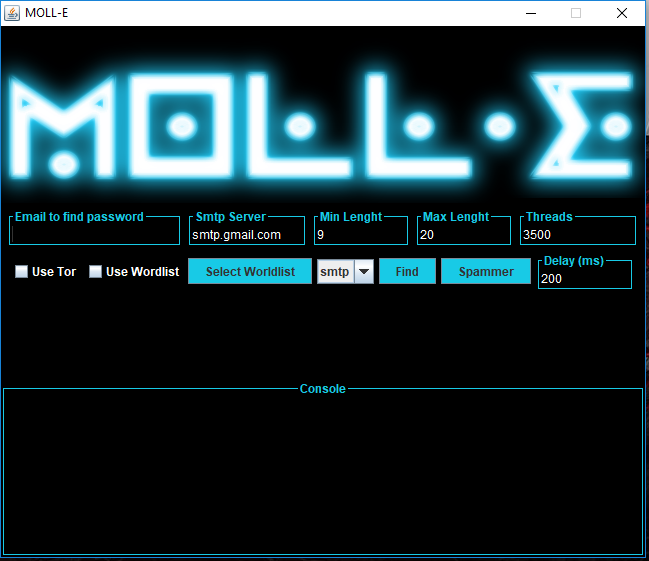 MOLL-E
MOLL·E
Email to find password
Smtp Server
Min Lenght
Max Lenght
Threads
smtp.gmail.com
9
20
3500
Use Tor
Use Wordlist
Select Worldlist
smtp
Find
Spammer
Delay (ms)
200
Console